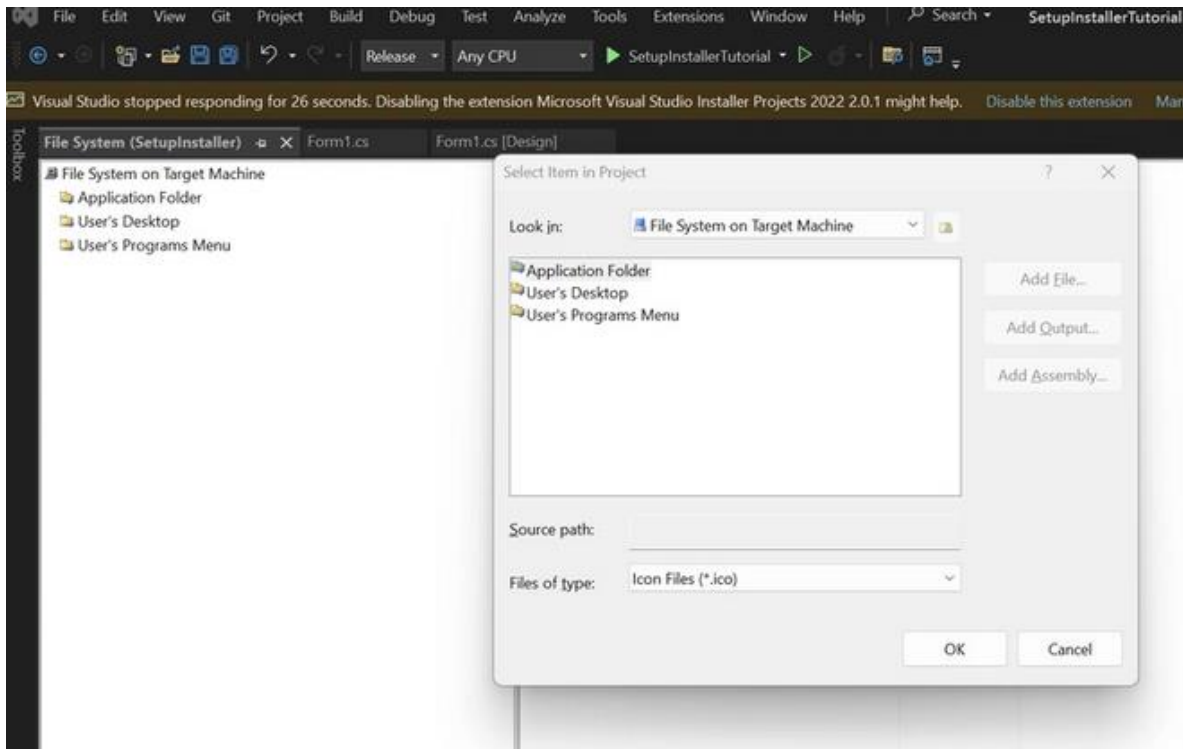 File Edit View Git Project Build Debug Test Analyze Tools Extensions Window Help Search SetupInstallerTutorial
Release Any CPU SetupInstallerTutorial
Visual Studio stopped responding for 26 seconds. Disabling the extension Microsoft Visual Studio Installer Projects 2022 2.0.1 might help. Disable this extension
Toolbox
File System (SetupInstaller) Form1.cs Form1.cs [Design]
File System on Target Machine
Application Folder
User's Desktop
User's Programs Menu
Select Item in Project
Look in: File System on Target Machine
Application Folder
User's Desktop
User's Programs Menu
Add File...
Add Output...
Add Assembly...
Source path:
Files of type: Icon Files (*.ico)
OK Cancel